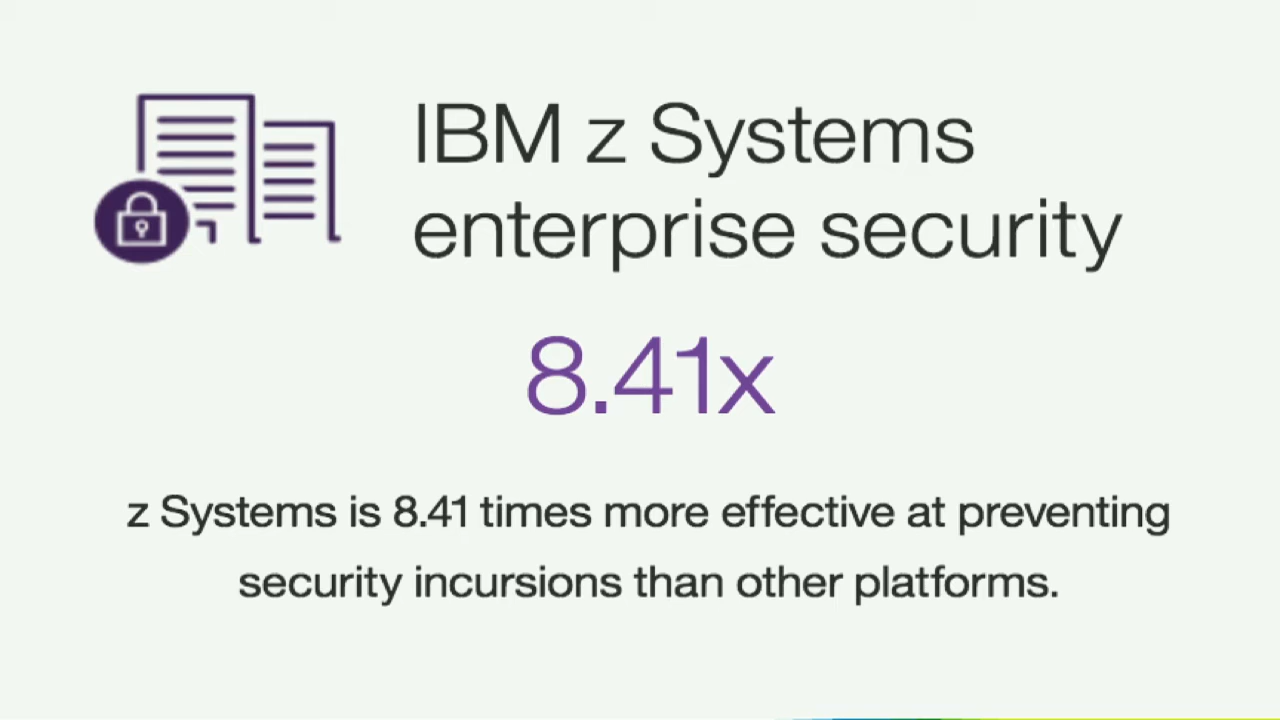 IBM z Systems
enterprise security
8.41x
z Systems is 8.41 times more effective at preventing
security incursions than other platforms.